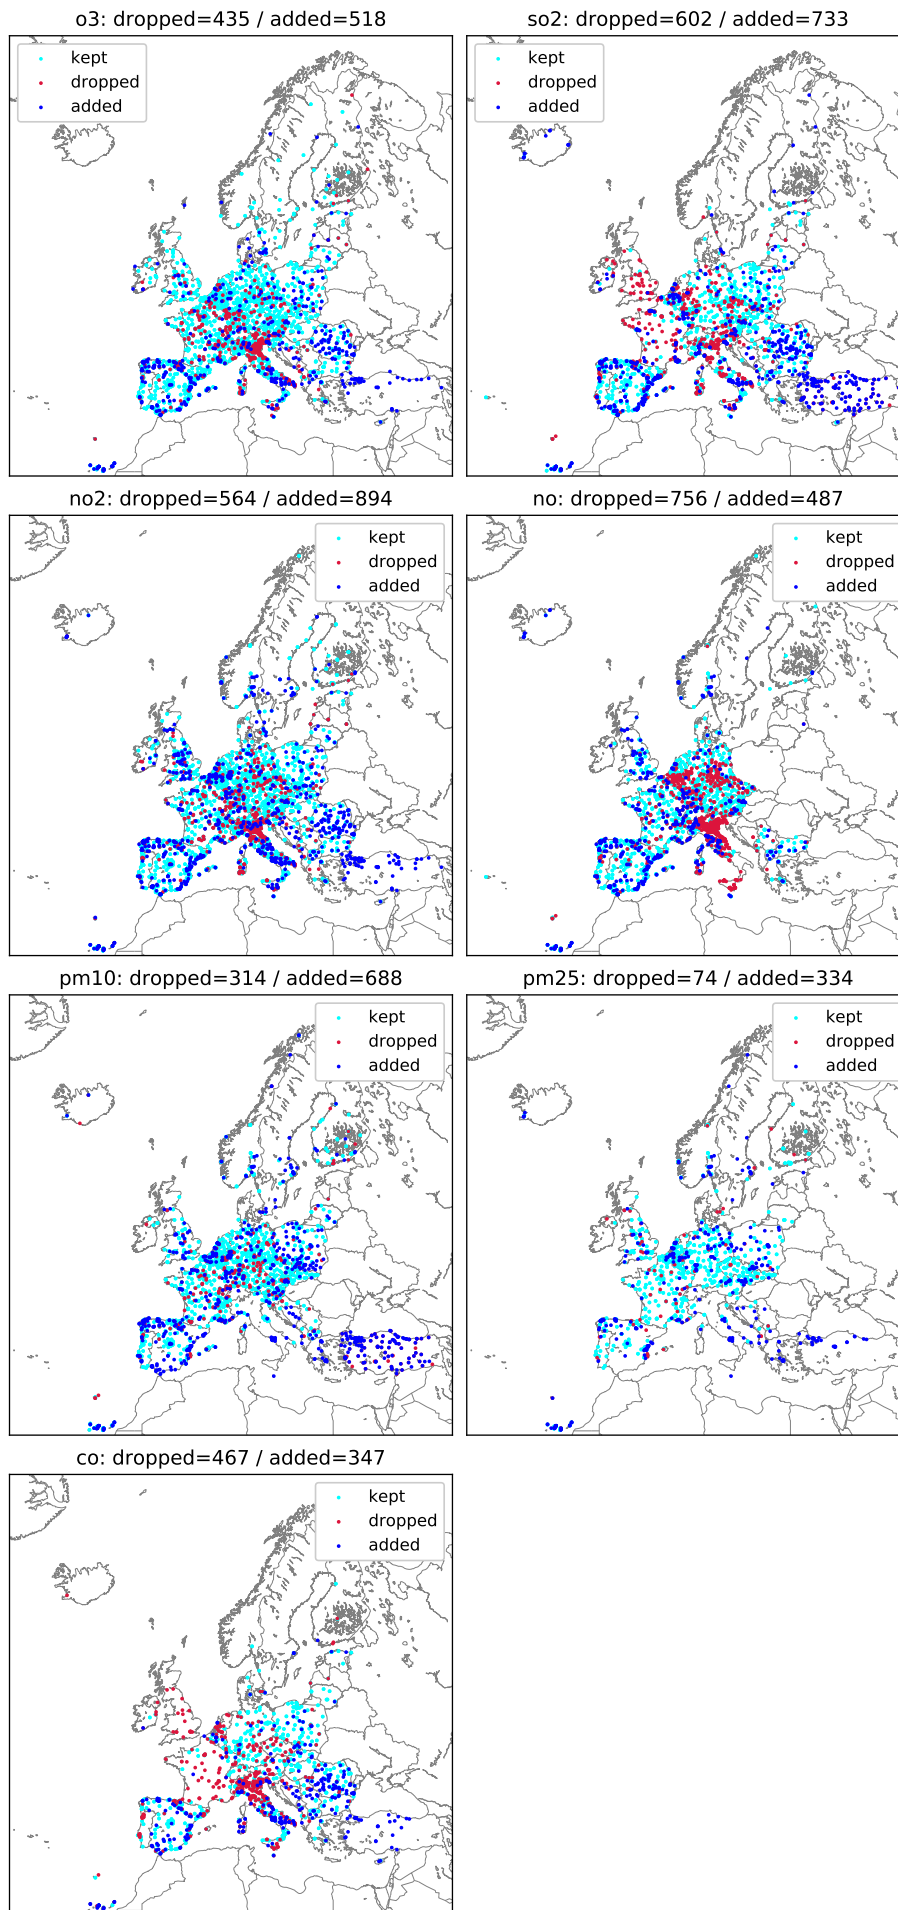 o3: dropped=435 / added=518
kept
dropped
added
so2: dropped=602 / added=733
kept
dropped
added
no2: dropped=564 / added=894
kept
dropped
added
no: dropped=756 / added=487
kept
dropped
added
pm10: dropped=314 / added=688
kept
dropped
added
pm25: dropped=74 / added=334
kept
dropped
added
co: dropped=467 / added=347
kept
dropped
added